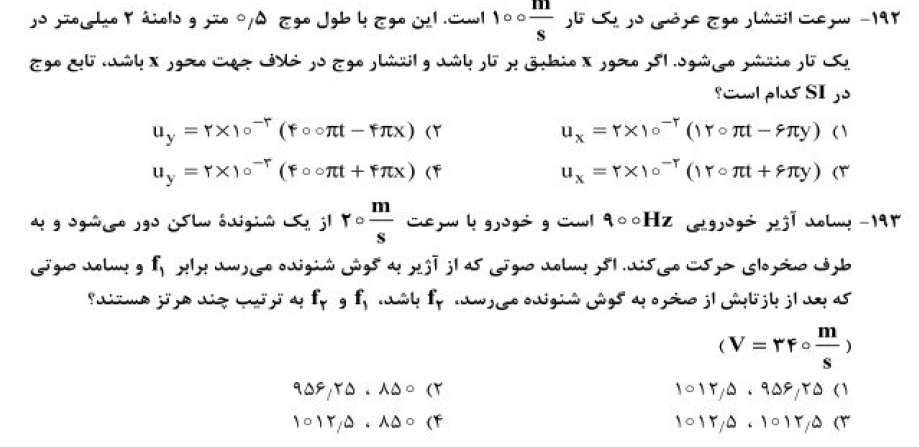 ۱۹۲- سرعت انتشار موج عرضی در یک تار ۱۰۰ m/s است. این موج با طول موج ۰/۵ متر و دامنهٔ ۲ میلی‌متر در
یک تار منتشر می‌شود. اگر محور x منطبق بر تار باشد و انتشار موج در خلاف جهت محور x باشد، تابع موج
در SI کدام است؟
۱) u_x = ۲×۱۰^-۲ (۱۲۰πt − ۶πy) ۲) u_y = ۲×۱۰^-۳ (۴۰۰πt − ۴πx)
۳) u_x = ۲×۱۰^-۲ (۱۲۰πt + ۶πy) ۴) u_y = ۲×۱۰^-۳ (۴۰۰πt + ۴πx)
۱۹۳- بسامد آژیر خودرویی ۹۰۰Hz است و خودرو با سرعت ۲۰ m/s از یک شنوندهٔ ساکن دور می‌شود و به
طرف صخره‌ای حرکت می‌کند. اگر بسامد صوتی که از آژیر به گوش شنونده می‌رسد برابر f₁ و بسامد صوتی
که بعد از بازتابش از صخره به گوش شنونده می‌رسد، f₂ باشد، f₁ و f₂ به ترتیب چند هرتز هستند؟
(V = ۳۴۰ m/s)
۱) ۹۵۶/۲۵ ، ۱۰۱۲/۵ ۲) ۸۵۰ ، ۹۵۶/۲۵
۳) ۱۰۱۲/۵ ، ۱۰۱۲/۵ ۴) ۸۵۰ ، ۱۰۱۲/۵